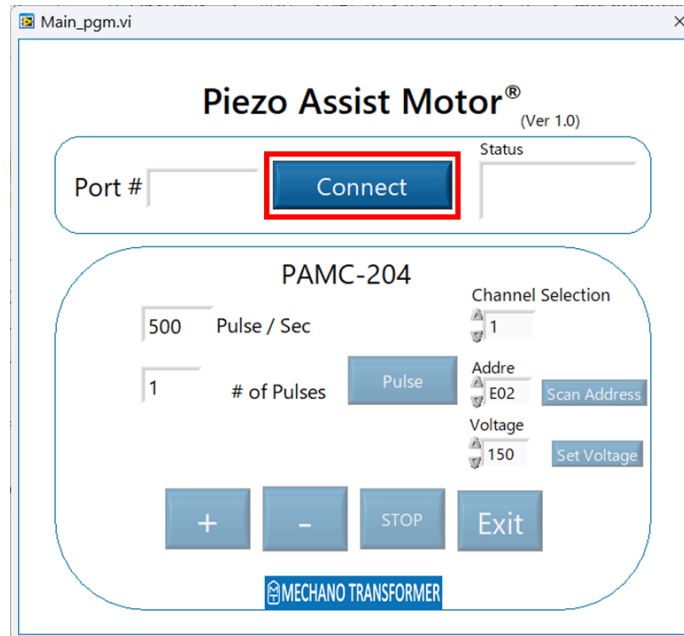 Main_pgm.vi
Piezo Assist Motor®
(Ver 1.0)
Status
Port #
Connect
PAMC-204
Channel Selection
500
Pulse / Sec
1
1
# of Pulses
Pulse
Addre
E02
Scan Address
Voltage
150
Set Voltage
+
-
STOP
Exit
MECHANO TRANSFORMER